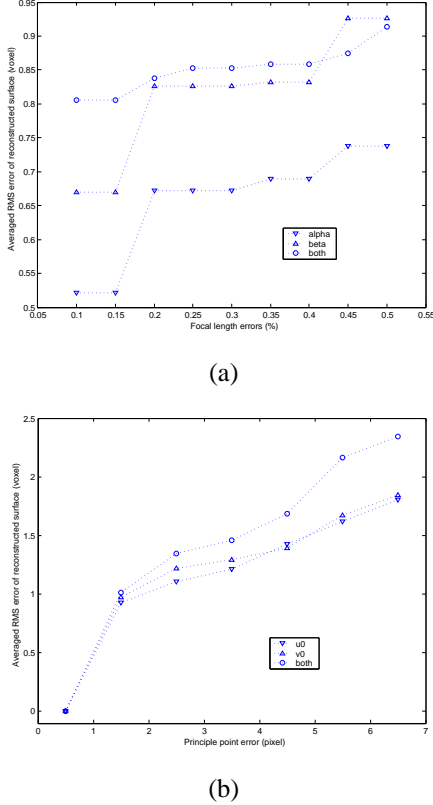 0.95
0.9
0.85
0.8
0.75
0.7
0.65
0.6
0.55
0.5
Averaged RMS error of reconstructed surface (voxel)
alpha
beta
both
0.05 0.1 0.15 0.2 0.25 0.3 0.35 0.4 0.45 0.5 0.55
Focal length errors (%)
(a)
2.5
2
1.5
1
0.5
0
Averaged RMS error of reconstructed surface (voxel)
u0
v0
both
0 1 2 3 4 5 6 7
Principle point error (pixel)
(b)